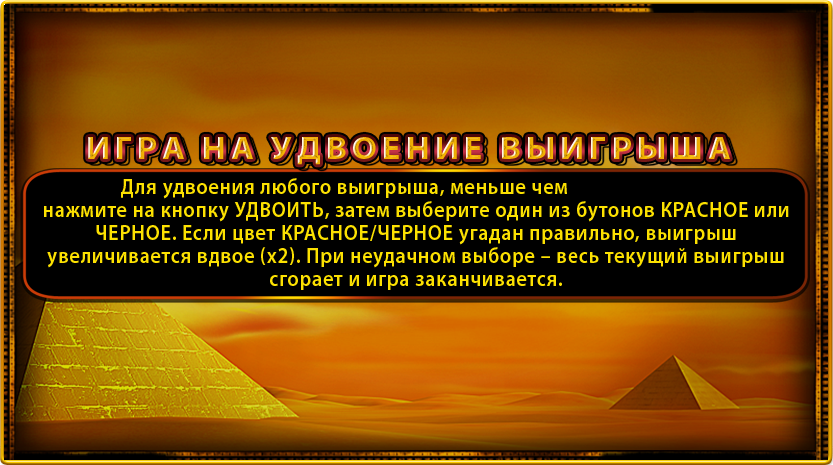 ИГРА НА УДВОЕНИЕ ВЫИГРЫША
Для удвоения любого выигрыша, меньше чем
нажмите на кнопку УДВОИТЬ, затем выберите один из бутонов КРАСНОЕ или
ЧЕРНОЕ. Если цвет КРАСНОЕ/ЧЕРНОЕ угадан правильно, выигрыш
увеличивается вдвое (x2). При неудачном выборе – весь текущий выигрыш
сгорает и игра заканчивается.